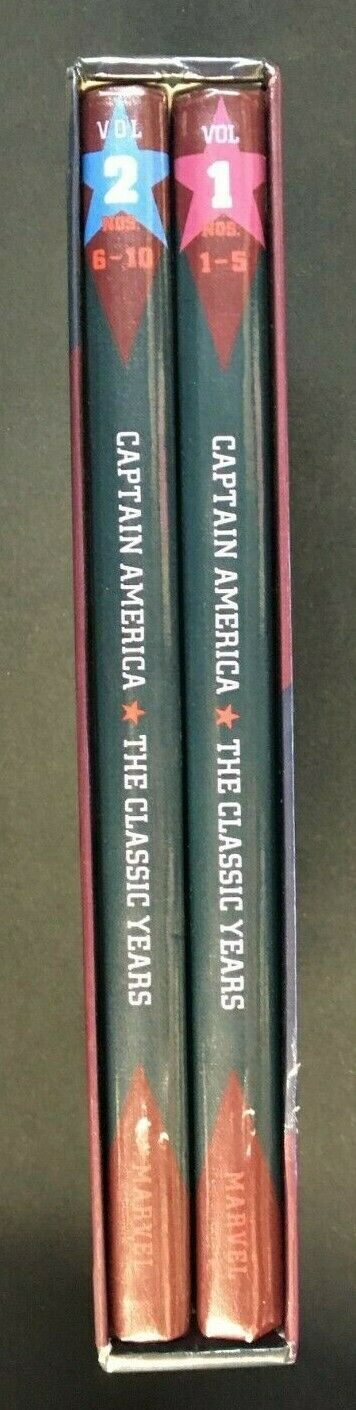 VOL
2
NOS.
6-10
CAPTAIN AMERICA ★ THE CLASSIC YEARS
MARVEL
VOL
1
NOS.
1-5
CAPTAIN AMERICA ★ THE CLASSIC YEARS
MARVEL